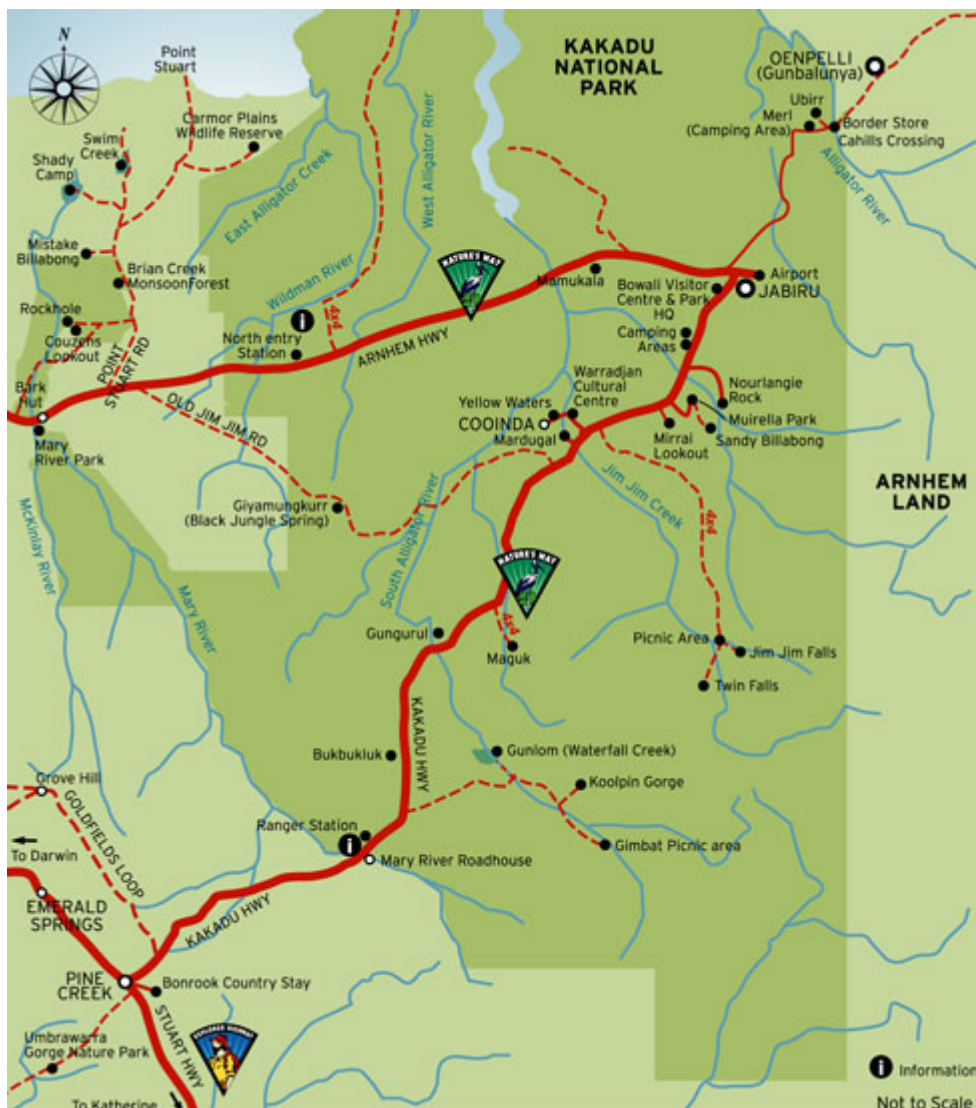 N
Point
Stuart
KAKADU
NATIONAL
PARK
OENPELLI
(Gunbalunya)
Carmor Plains
Wildlife Reserve
Ubirr
Merl
(Camping Area)
Border Store
Cahills Crossing
Swim
Creek
Shady
Camp
East Alligator Creek
West Alligator River
Alligator River
Mistake
Billabong
Brian Creek
MonsoonForest
Wildman River
NATURE'S WAY
Mamukala
Airport
Bowali Visitor
Centre & Park
HQ
JABIRU
Rockhole
Couzens
Lookout
i
4x4
North entry
Station
ARNHEM HWY
Camping
Areas
POINT
STUART RD
Bark
Hut
OLD JIM JIM RD
Warradjan
Cultural
Centre
Nourlangie
Rock
Yellow Waters
COOINDA
Mardugal
Muirella Park
Mirrai
Lookout
Sandy Billabong
Mary
River Park
ARNHEM
LAND
Giyamungkurr
(Black Jungle Spring)
Jim Jim Creek
4x4
McKinlay River
Mary River
South Alligator River
NATURE'S WAY
Gungurul
4x4
Maguk
Picnic Area
Jim Jim Falls
Twin Falls
KAKADU HWY
Bukbukluk
Gunlom (Waterfall Creek)
Koolpin Gorge
Grove Hill
GOLDFIELDS LOOP
To Darwin
Ranger Station
i
Mary River Roadhouse
Gimbat Picnic area
EMERALD
SPRINGS
KAKADU HWY
PINE
CREEK
Bonrook Country Stay
STUART HWY
EXPLORER HIGHWAY
Umbrawarra
Gorge Nature Park
i Information
To Katherine
Not to Scale